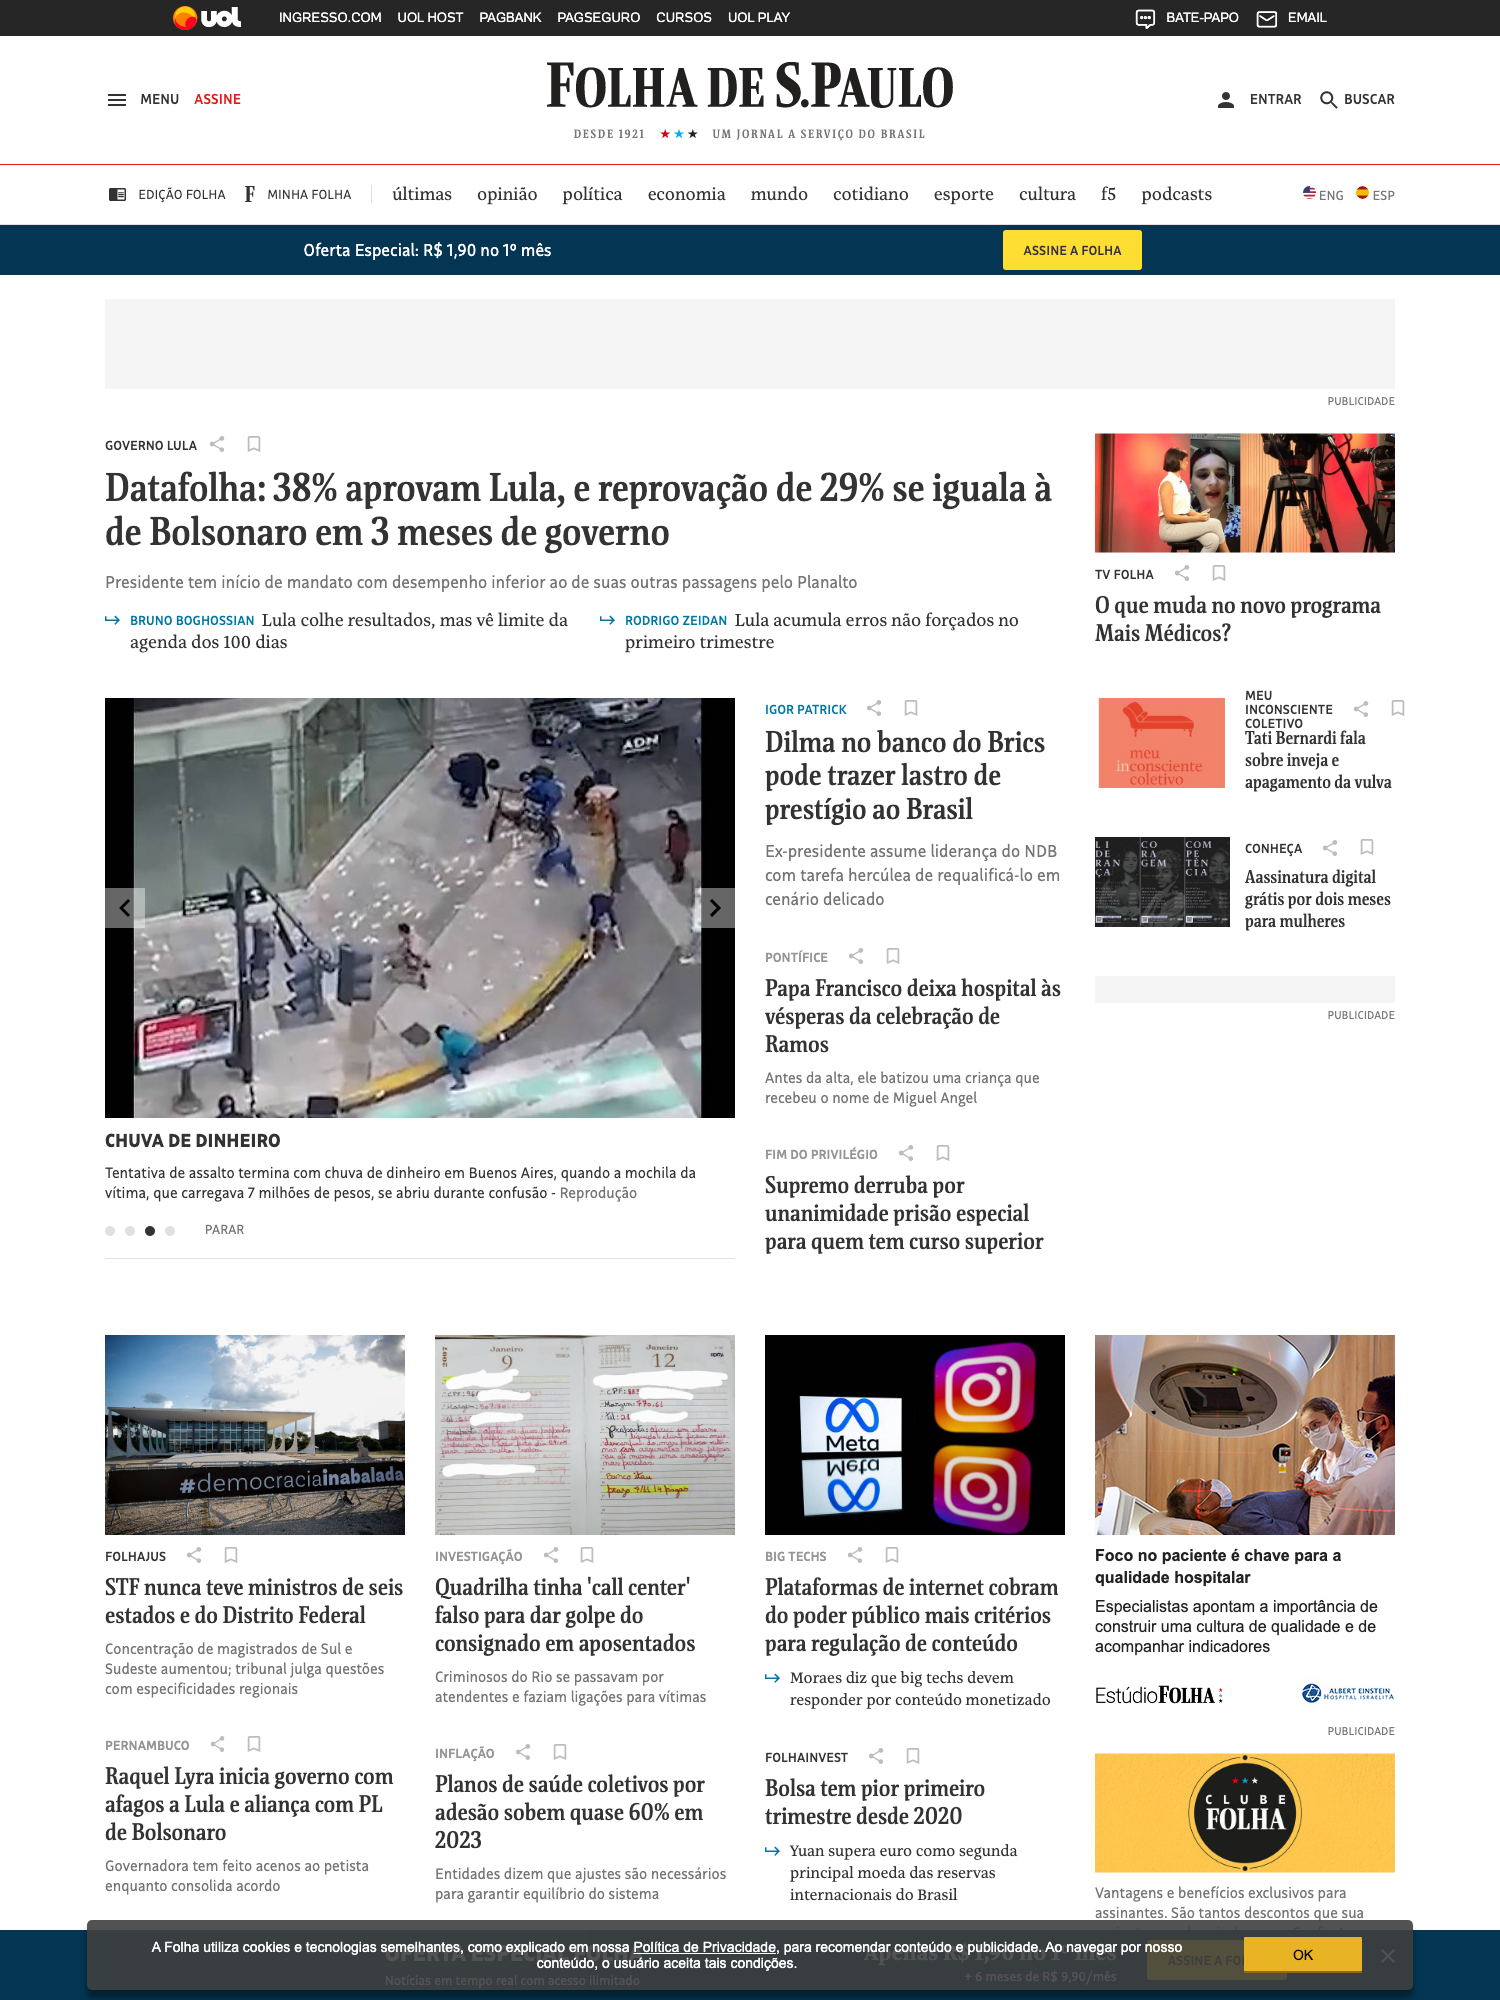 uol INGRESSO.COM UOL HOST PAGBANK PAGSEGURO CURSOS UOL PLAY BATE-PAPO EMAIL
MENU ASSINE FOLHA DE S.PAULO ENTRAR BUSCAR
DESDE 1921 ★★★ UM JORNAL A SERVIÇO DO BRASIL
EDIÇÃO FOLHA F MINHA FOLHA últimas opinião política economia mundo cotidiano esporte cultura f5 podcasts ENG ESP
Oferta Especial: R$ 1,90 no 1º mês ASSINE A FOLHA
PUBLICIDADE
GOVERNO LULA
Datafolha: 38% aprovam Lula, e reprovação de 29% se iguala à
de Bolsonaro em 3 meses de governo
Presidente tem início de mandato com desempenho inferior ao de suas outras passagens pelo Planalto
BRUNO BOGHOSSIAN Lula colhe resultados, mas vê limite da
agenda dos 100 dias
RODRIGO ZEIDAN Lula acumula erros não forçados no
primeiro trimestre
TV FOLHA
O que muda no novo programa
Mais Médicos?
ADN
CHUVA DE DINHEIRO
Tentativa de assalto termina com chuva de dinheiro em Buenos Aires, quando a mochila da
vítima, que carregava 7 milhões de pesos, se abriu durante confusão - Reprodução
PARAR
IGOR PATRICK
Dilma no banco do Brics
pode trazer lastro de
prestígio ao Brasil
Ex-presidente assume liderança do NDB
com tarefa hercúlea de requalificá-lo em
cenário delicado
PONTÍFICE
Papa Francisco deixa hospital às
vésperas da celebração de
Ramos
Antes da alta, ele batizou uma criança que
recebeu o nome de Miguel Angel
FIM DO PRIVILÉGIO
Supremo derruba por
unanimidade prisão especial
para quem tem curso superior
meu
inconsciente
coletivo
MEU
INCONSCIENTE
COLETIVO
Tati Bernardi fala
sobre inveja e
apagamento da vulva
LI CO COM
DE RA PE
RAN GEM TÊN
ÇA CIA
CONHEÇA
Aassinatura digital
grátis por dois meses
para mulheres
PUBLICIDADE
#democraciainabalada
FOLHAJUS
STF nunca teve ministros de seis
estados e do Distrito Federal
Concentração de magistrados de Sul e
Sudeste aumentou; tribunal julga questões
com especificidades regionais
PERNAMBUCO
Raquel Lyra inicia governo com
afagos a Lula e aliança com PL
de Bolsonaro
Governadora tem feito acenos ao petista
enquanto consolida acordo
2007 Janeiro 9
Janeiro 12
INVESTIGAÇÃO
Quadrilha tinha 'call center'
falso para dar golpe do
consignado em aposentados
Criminosos do Rio se passavam por
atendentes e faziam ligações para vítimas
INFLAÇÃO
Planos de saúde coletivos por
adesão sobem quase 60% em
2023
Entidades dizem que ajustes são necessários
para garantir equilíbrio do sistema
Meta
Meta
BIG TECHS
Plataformas de internet cobram
do poder público mais critérios
para regulação de conteúdo
Moraes diz que big techs devem
responder por conteúdo monetizado
FOLHAINVEST
Bolsa tem pior primeiro
trimestre desde 2020
Yuan supera euro como segunda
principal moeda das reservas
internacionais do Brasil
Foco no paciente é chave para a
qualidade hospitalar
Especialistas apontam a importância de
construir uma cultura de qualidade e de
acompanhar indicadores
EstúdioFOLHA
ALBERT EINSTEIN
HOSPITAL ISRAELITA
PUBLICIDADE
CLUBE
FOLHA
Vantagens e benefícios exclusivos para
assinantes. São tantos descontos que sua
A Folha utiliza cookies e tecnologias semelhantes, como explicado em nossa Política de Privacidade, para recomendar conteúdo e publicidade. Ao navegar por nosso
conteúdo, o usuário aceita tais condições.
OK
Notícias em tempo real com acesso ilimitado
+ 6 meses de R$ 9,90/mês